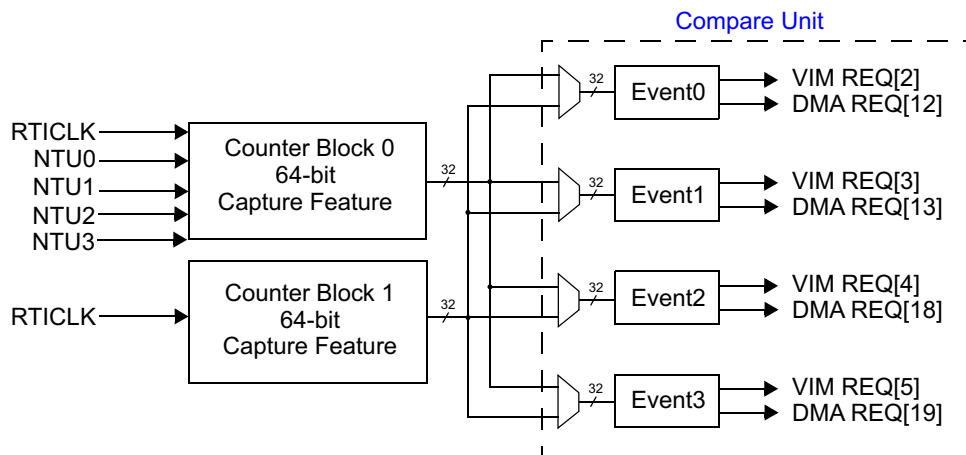 Compare Unit
RTICLK
NTU0
NTU1
NTU2
NTU3
Counter Block 0
64-bit
Capture Feature
32
RTICLK
Counter Block 1
64-bit
Capture Feature
32
32
Event0
VIM REQ[2]
DMA REQ[12]
32
Event1
VIM REQ[3]
DMA REQ[13]
32
Event2
VIM REQ[4]
DMA REQ[18]
32
Event3
VIM REQ[5]
DMA REQ[19]